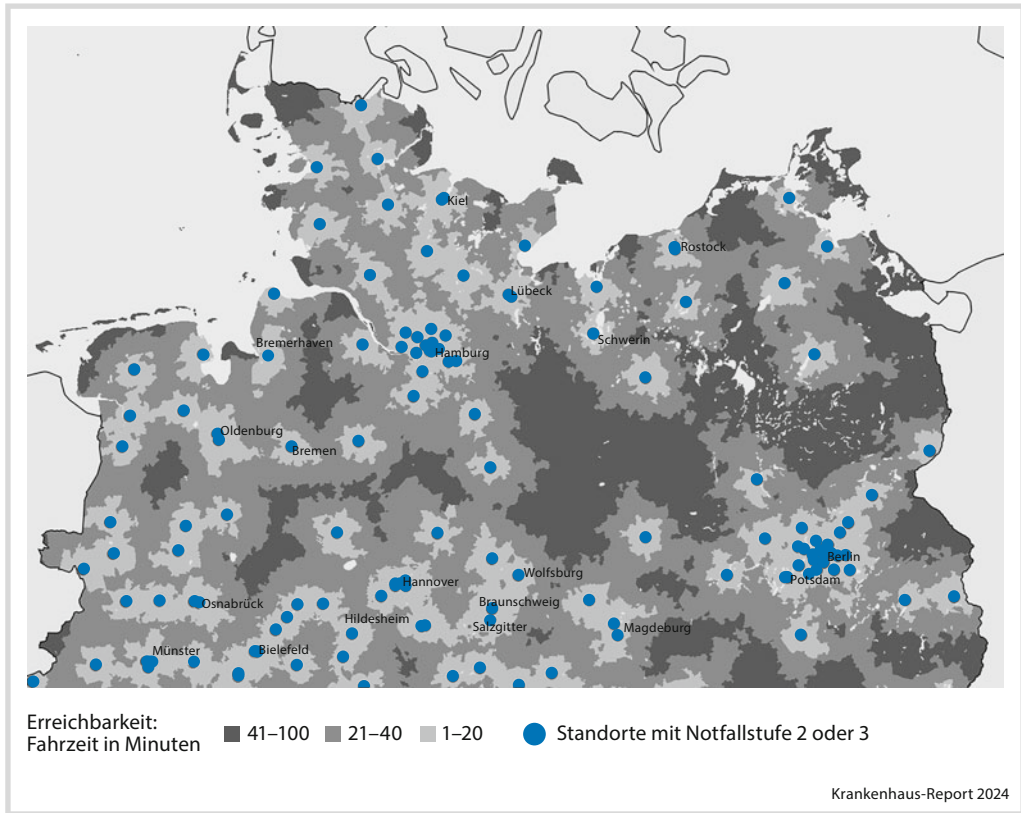 Kiel
Rostock
Lübeck
Schwerin
Bremerhaven
Hamburg
Oldenburg
Bremen
Berlin
Wolfsburg
Hannover
Potsdam
Osnabrück
Braunschweig
Hildesheim
Salzgitter
Magdeburg
Münster
Bielefeld
Erreichbarkeit:
Fahrzeit in Minuten
41–100
21–40
1–20
Standorte mit Notfallstufe 2 oder 3
Krankenhaus-Report 2024